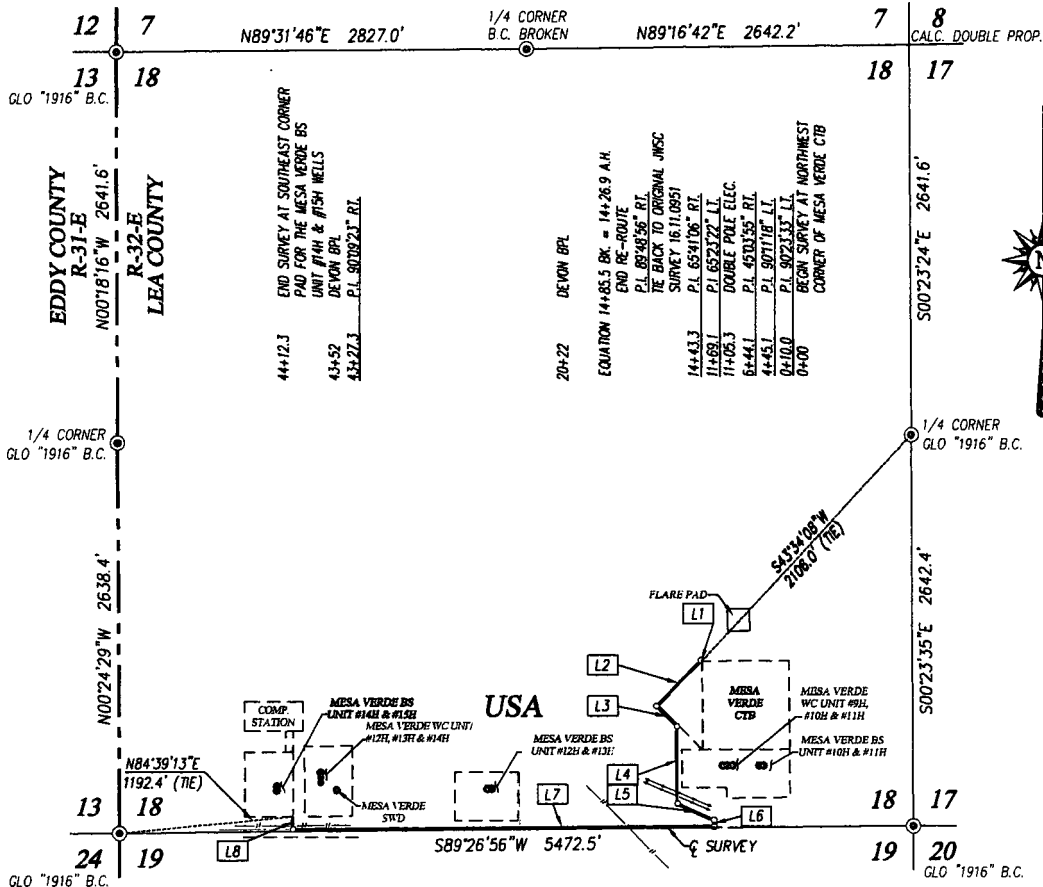 12
7
N89°31'46"E 2827.0'
1/4 CORNER
B.C. BROKEN
N89°16'42"E 2642.2'
7
8
CALC. DOUBLE PROP.
13
18
18
17
GLO "1916" B.C.
EDDY COUNTY
R-31-E
N00°18'16"W 2641.6'
R-32-E
LEA COUNTY
44+12.3 END SURVEY AT SOUTHEAST CORNER
PAD FOR THE MESA VERDE BS
UNIT #14H & #15H WELLS
43+52 DEVON BPL
43+27.3 P.I. 90°09'23" RT.
20+22 DEVON BPL
EQUATION 14+85.5 BK. = 14+26.9 A.H.
END RE-ROUTE
P.I. 89°48'56" RT.
TIE BACK TO ORIGINAL JWSC
SURVEY 16.11.0951
14+43.3 P.I. 65°41'06" RT.
11+69.1 P.I. 65°23'22" LT.
11+05.3 DOUBLE POLE ELEC.
6+44.1 P.I. 45°03'55" RT.
4+45.1 P.I. 90°11'18" LT.
0+10.0 P.I. 90°23'33" LT.
0+00 BEGIN SURVEY AT NORTHWEST
CORNER OF MESA VERDE CTB
S00°23'24"E 2641.6'
N
1/4 CORNER
GLO "1916" B.C.
1/4 CORNER
GLO "1916" B.C.
N00°24'29"W 2638.4'
S43°34'08"W
2106.0' (TIE)
S00°23'35"E 2642.4'
FLARE PAD
L1
L2
L3
USA
MESA
VERDE
CTB
MESA VERDE
WC UNIT #9H,
#10H & #11H
COMP.
STATION
MESA VERDE BS
UNIT #14H & #15H
MESA VERDE WC UNIT
#12H, #13H & #14H
MESA VERDE BS
UNIT #12H & #13H
MESA VERDE BS
UNIT #10H & #11H
N84°39'13"E
1192.4' (TIE)
L4
L5
L7
L6
MESA VERDE
SWD
13
18
18
17
S89°26'56"W 5472.5'
℄ SURVEY
L8
24
19
19
20
GLO "1916" B.C.
GLO "1916" B.C.